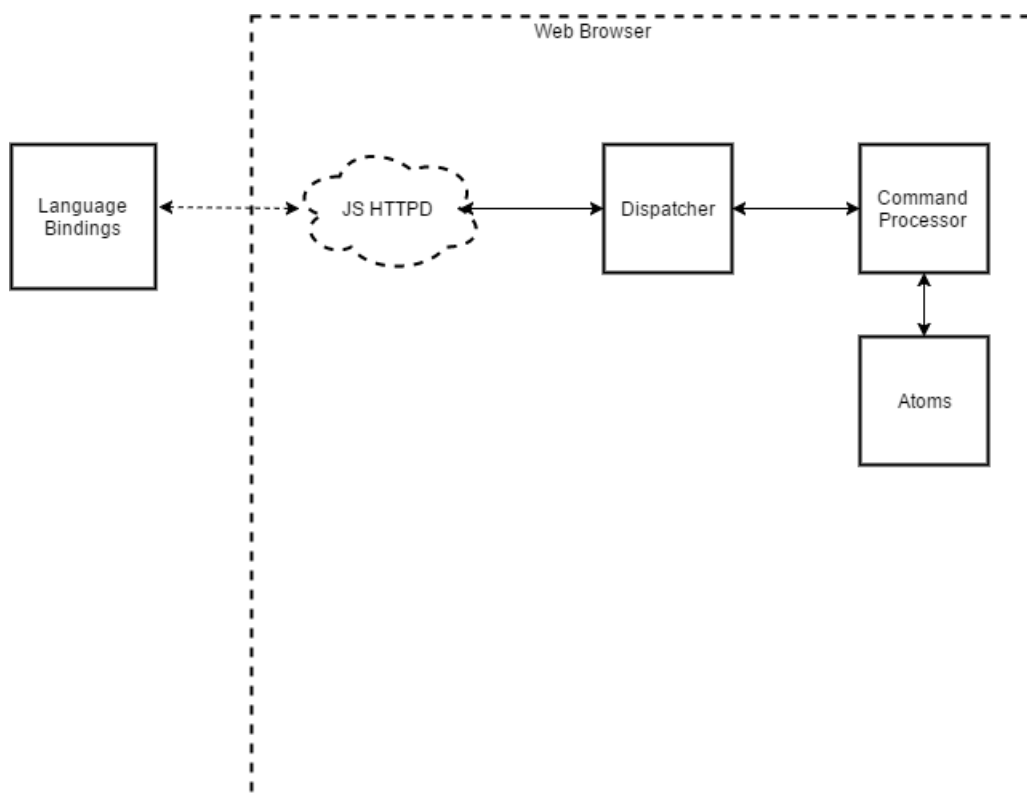 Web Browser
Language
Bindings
JS HTTPD
Dispatcher
Command
Processor
Atoms